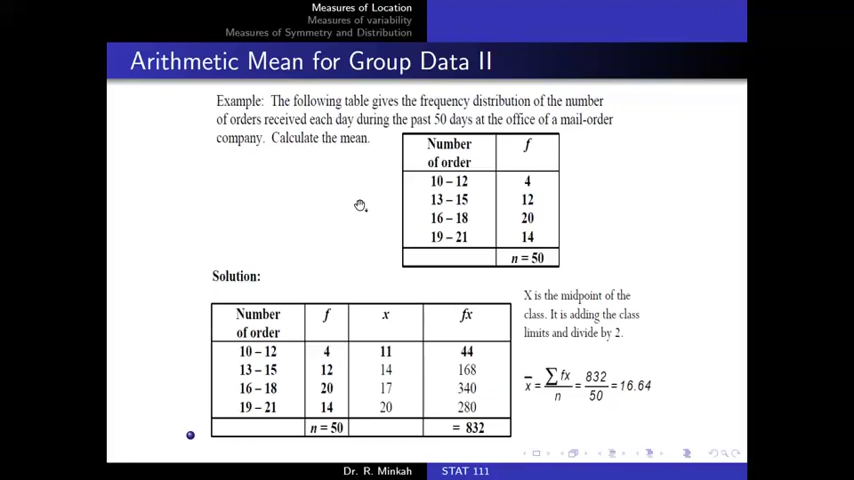 Measures of Location
Measures of variability
Measures of Symmetry and Distribution
Arithmetic Mean for Group Data II
Example: The following table gives the frequency distribution of the number
of orders received each day during the past 50 days at the office of a mail-order
company. Calculate the mean.
Number of order f
10 – 12 4
13 – 15 12
16 – 18 20
19 – 21 14
n = 50
Solution:
Number of order f x fx
10 – 12 4 11 44
13 – 15 12 14 168
16 – 18 20 17 340
19 – 21 14 20 280
n = 50 = 832
X is the midpoint of the
class. It is adding the class
limits and divide by 2.
x̄ = ∑fx / n = 832 / 50 = 16.64
Dr. R. Minkah STAT 111